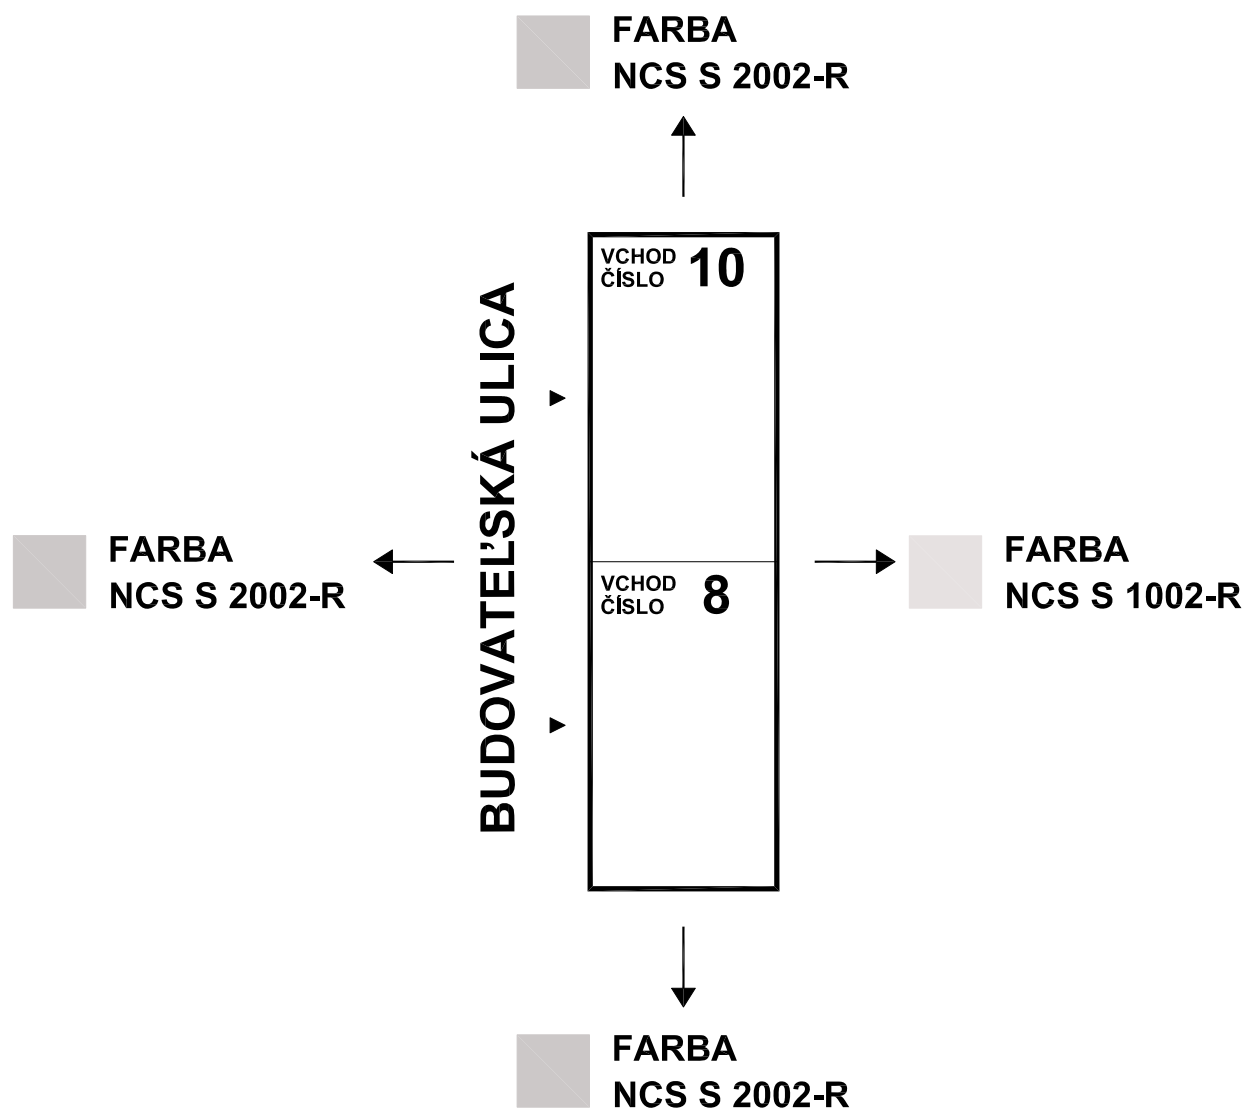 FARBA
NCS S 2002-R
VCHOD
ČÍSLO 10
BUDOVATEĽSKÁ ULICA
FARBA
NCS S 2002-R
VCHOD
ČÍSLO 8
FARBA
NCS S 1002-R
FARBA
NCS S 2002-R